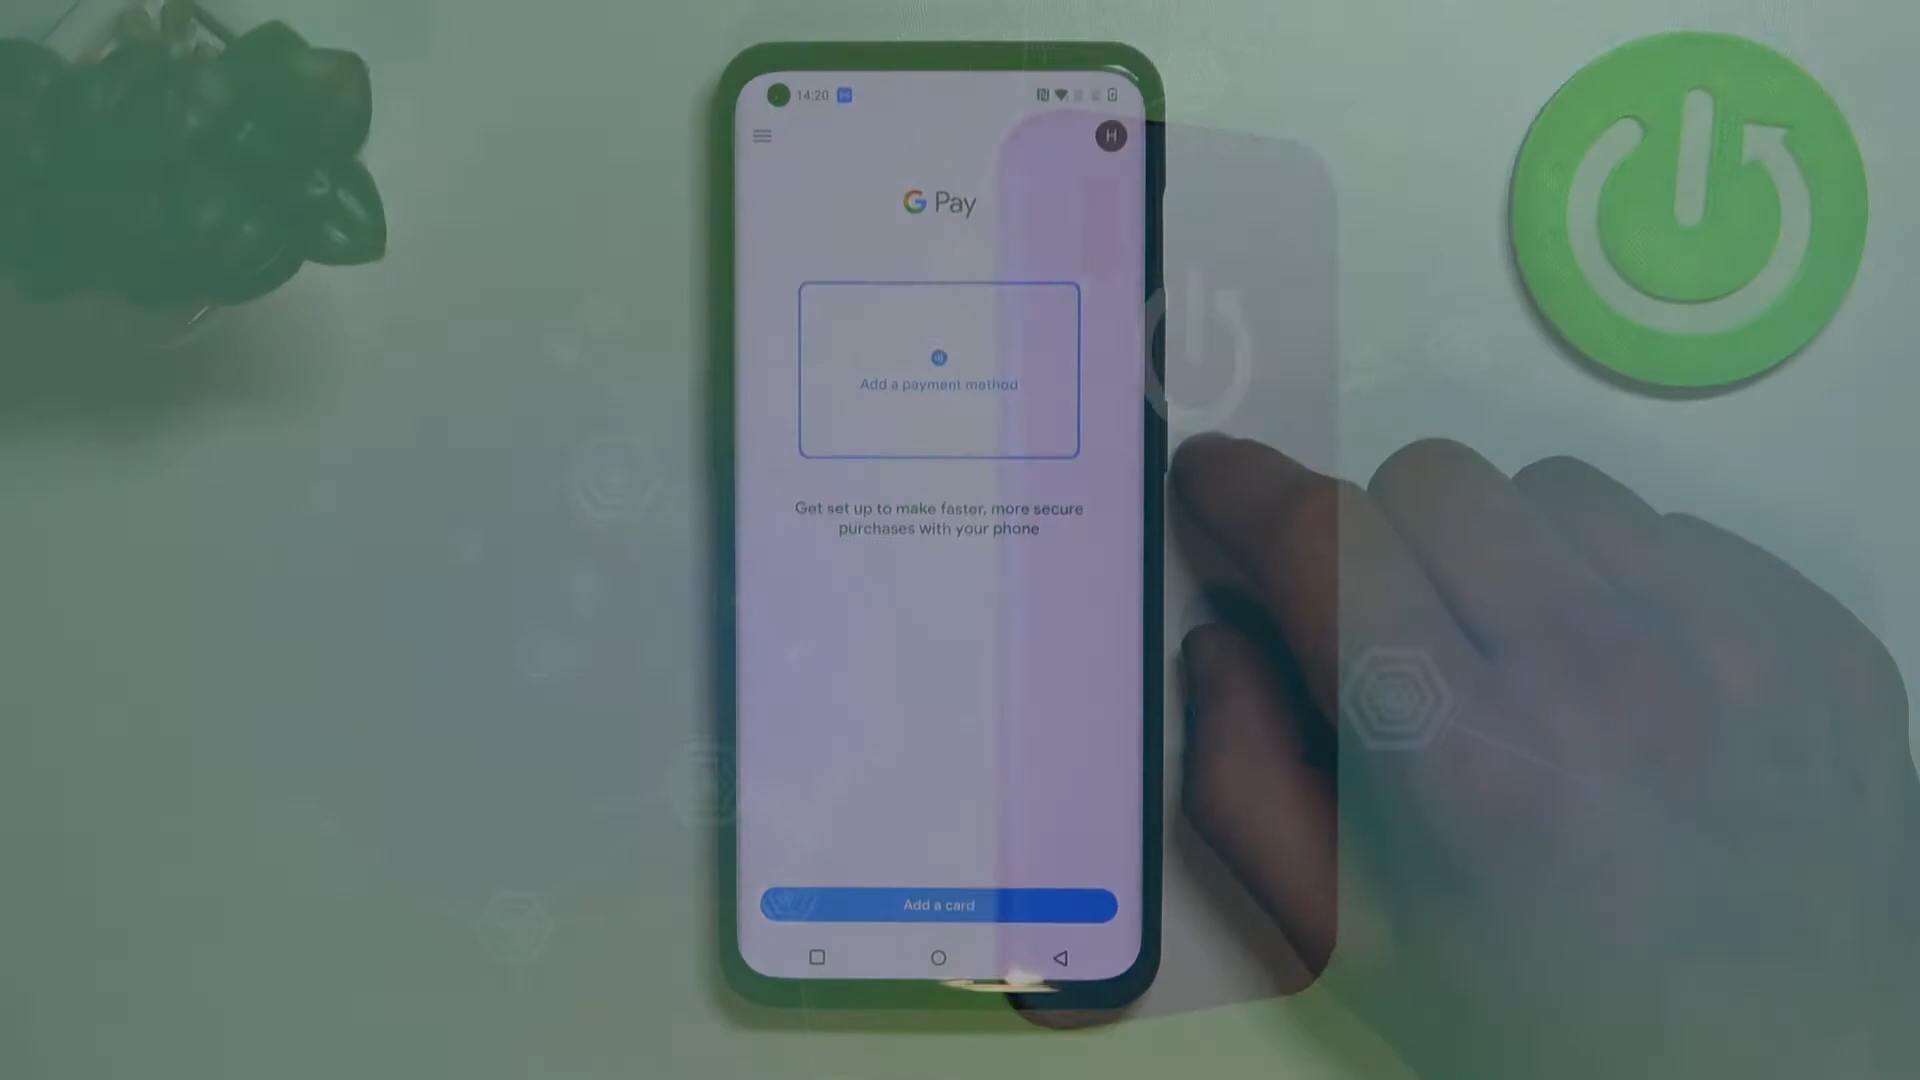 14:20
H
G Pay
Add a payment method
Get set up to make faster, more secure
purchases with your phone
Add a card